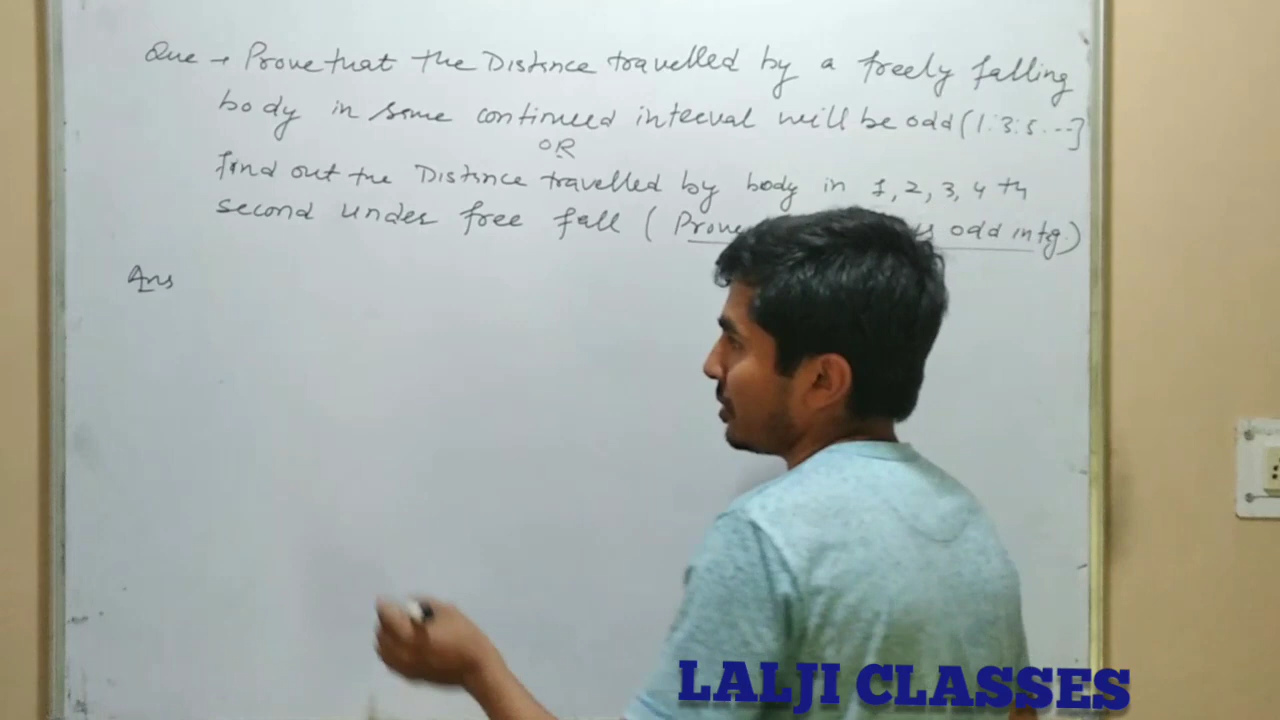 Que → Prove that the Distance travelled by a freely falling
body in same continued interval will be odd (1:3:5...]
OR
find out the Distance travelled by body in 1, 2, 3, 4 th
second under free fall ( Prove odd intg.)
Ans
LALJI CLASSES